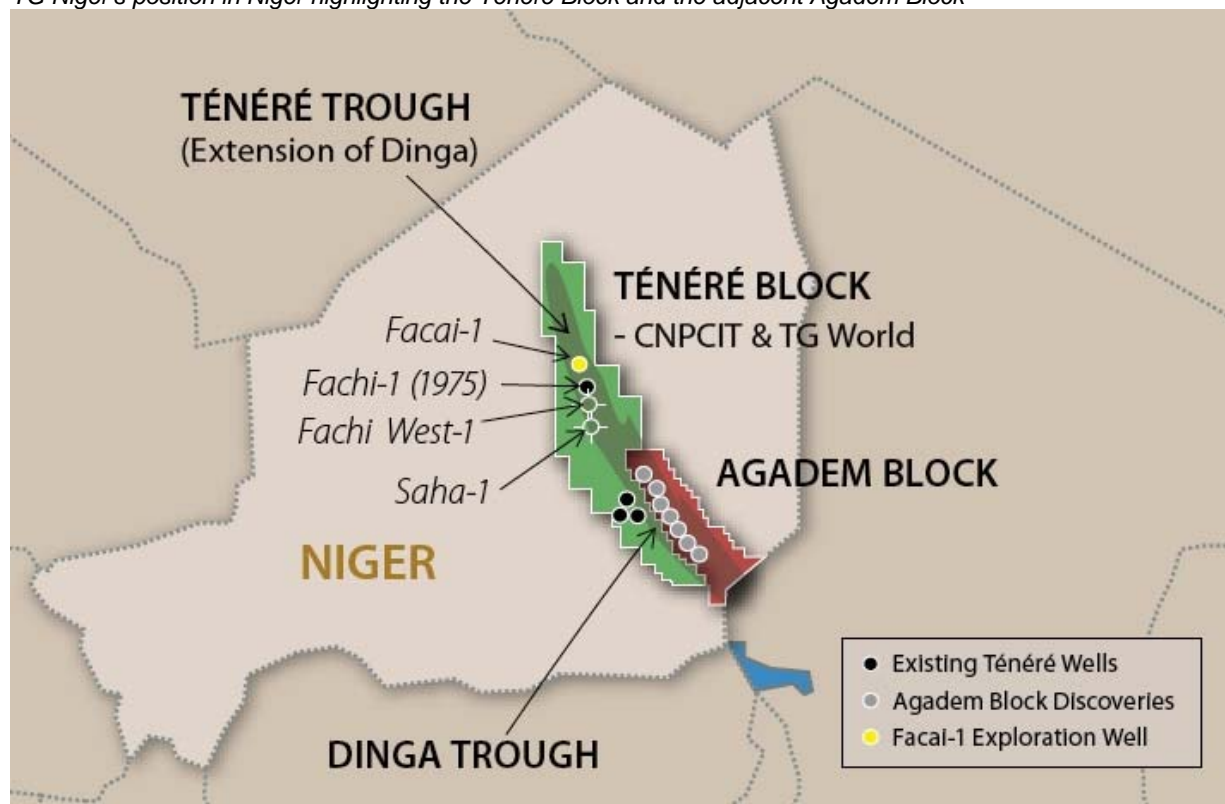 TG Niger's position in Niger highlighting the Ténéré Block and the adjacent Agadem Block
TÉNÉRÉ TROUGH
(Extension of Dinga)
TÉNÉRÉ BLOCK
- CNPCIT & TG World
Facai-1
Fachi-1 (1975)
Fachi West-1
Saha-1
AGADEM BLOCK
NIGER
DINGA TROUGH
Existing Ténéré Wells
Agadem Block Discoveries
Facai-1 Exploration Well